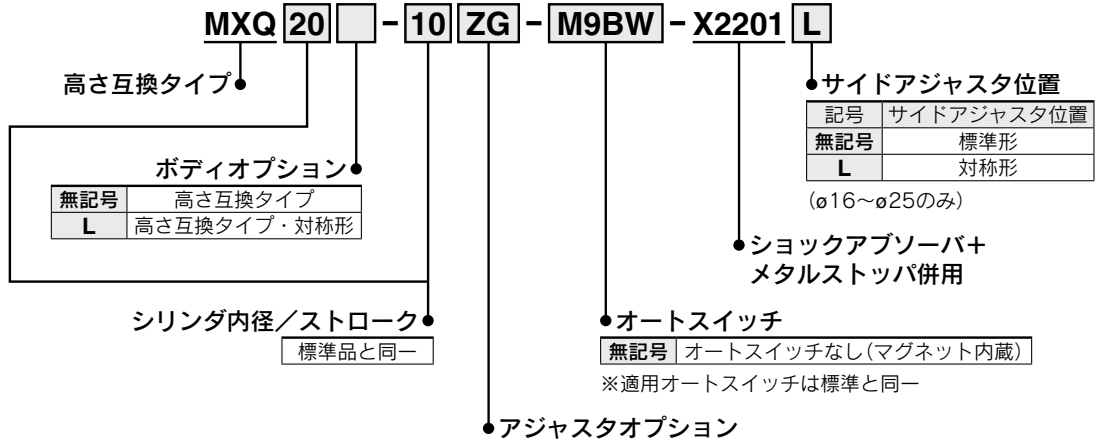 MXQ 20 - 10 ZG - M9BW - X2201 L
高さ互換タイプ
サイドアジャスタ位置
記号 サイドアジャスタ位置
無記号 標準形
L 対称形
(ø16～ø25のみ)
ボディオプション
無記号 高さ互換タイプ
L 高さ互換タイプ・対称形
ショックアブソーバ＋
メタルストッパ併用
シリンダ内径／ストローク
標準品と同一
オートスイッチ
無記号 オートスイッチなし(マグネット内蔵)
※適用オートスイッチは標準と同一
アジャスタオプション